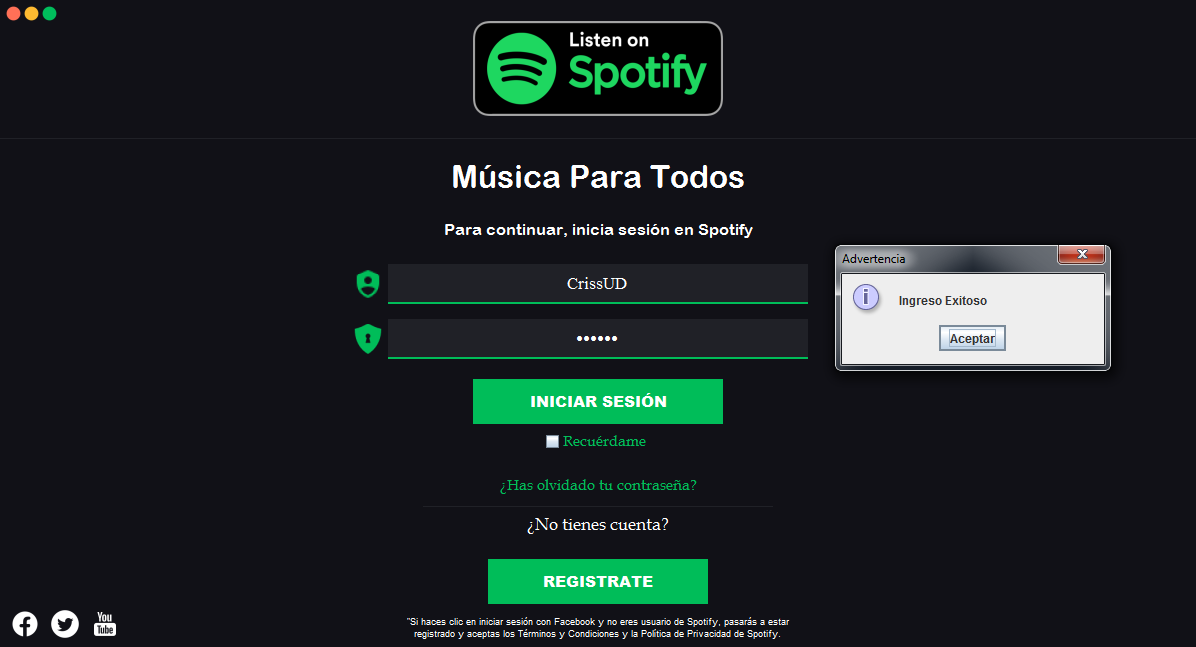 Listen on
Spotify
Música Para Todos
Para continuar, inicia sesión en Spotify
CrissUD
••••••
Advertencia
Ingreso Exitoso
Aceptar
INICIAR SESIÓN
Recuérdame
¿Has olvidado tu contraseña?
¿No tienes cuenta?
REGISTRATE
"Si haces clic en iniciar sesión con Facebook y no eres usuario de Spotify, pasarás a estar
registrado y aceptas los Términos y Condiciones y la Política de Privacidad de Spotify.
You
Tube